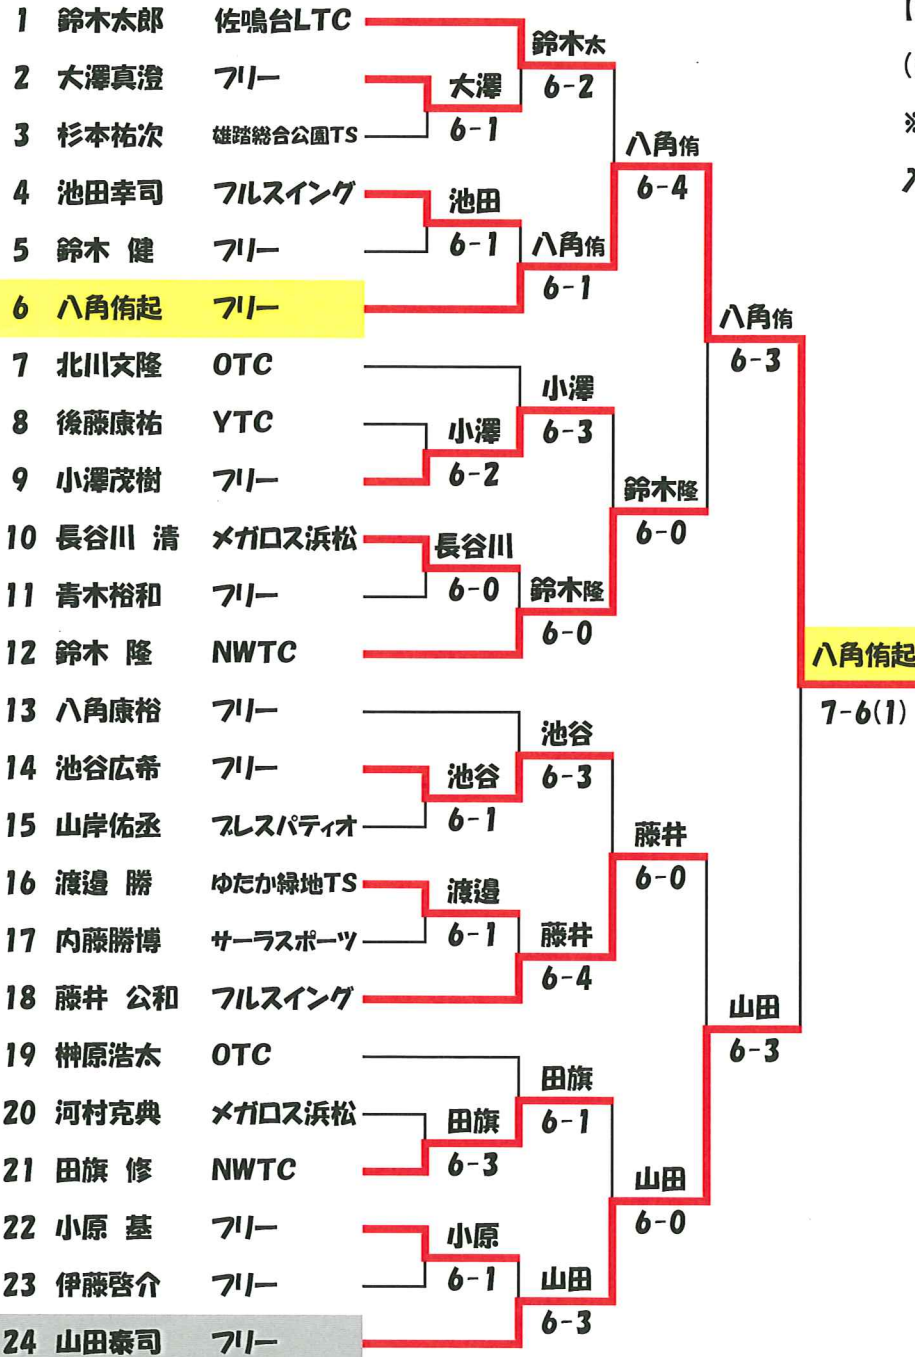 1 鈴木太郎 佐鳴台LTC
鈴木太
6-2
2 大澤真澄 フリー
大澤
6-1
3 杉本祐次 雄踏総合公園TS
八角侑
6-4
4 池田幸司 フルスイング
池田
6-1
5 鈴木 健 フリー
八角侑
6-1
6 八角侑起 フリー
八角侑
6-3
7 北川文隆 OTC
小澤
6-3
8 後藤康祐 YTC
小澤
6-2
9 小澤茂樹 フリー
鈴木隆
6-0
10 長谷川 清 メガロス浜松
長谷川
6-0
11 青木裕和 フリー
鈴木隆
6-0
12 鈴木 隆 NWTC
八角侑起
7-6(1)
13 八角康裕 フリー
池谷
6-3
14 池谷広希 フリー
池谷
6-1
15 山岸佑丞 ブレスパティオ
藤井
6-0
16 渡邉 勝 ゆたか緑地TS
渡邉
6-1
17 内藤勝博 サーラスポーツ
藤井
6-4
18 藤井 公和 フルスイング
山田
6-3
19 榊原浩太 OTC
田旗
6-1
20 河村克典 メガロス浜松
田旗
6-3
21 田旗 修 NWTC
山田
6-0
22 小原 基 フリー
小原
6-1
23 伊藤啓介 フリー
山田
6-3
24 山田泰司 フリー